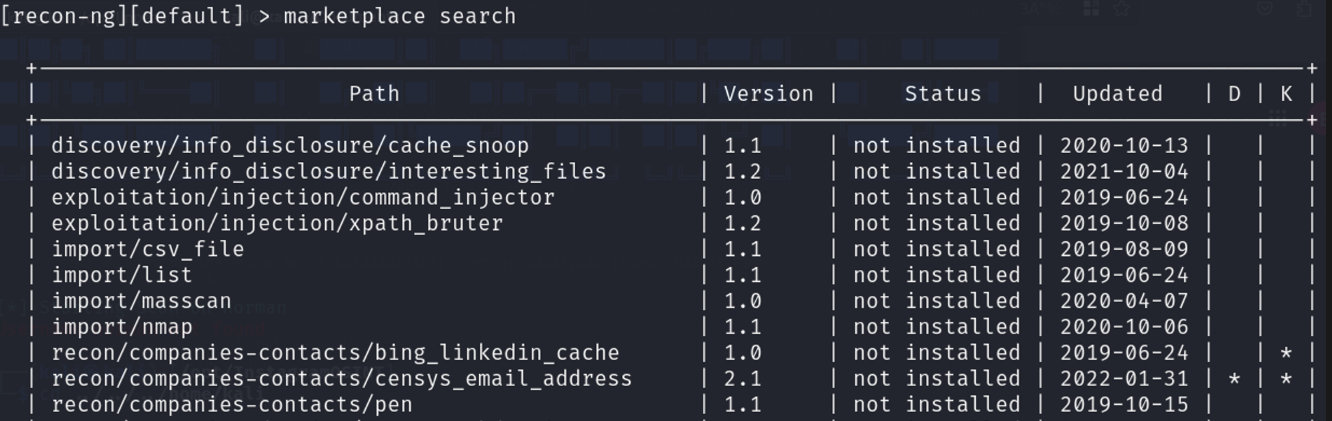 [recon-ng][default] > marketplace search
+---------------------------------------------------------------------------------------------------+
| Path | Version | Status | Updated | D | K |
+---------------------------------------------------------------------------------------------------+
| discovery/info_disclosure/cache_snoop | 1.1 | not installed | 2020-10-13 | | |
| discovery/info_disclosure/interesting_files | 1.2 | not installed | 2021-10-04 | | |
| exploitation/injection/command_injector | 1.0 | not installed | 2019-06-24 | | |
| exploitation/injection/xpath_bruter | 1.2 | not installed | 2019-10-08 | | |
| import/csv_file | 1.1 | not installed | 2019-08-09 | | |
| import/list | 1.1 | not installed | 2019-06-24 | | |
| import/masscan | 1.0 | not installed | 2020-04-07 | | |
| import/nmap | 1.1 | not installed | 2020-10-06 | | |
| recon/companies-contacts/bing_linkedin_cache | 1.0 | not installed | 2019-06-24 | | * |
| recon/companies-contacts/censys_email_address | 2.1 | not installed | 2022-01-31 | * | * |
| recon/companies-contacts/pen | 1.1 | not installed | 2019-10-15 | | |